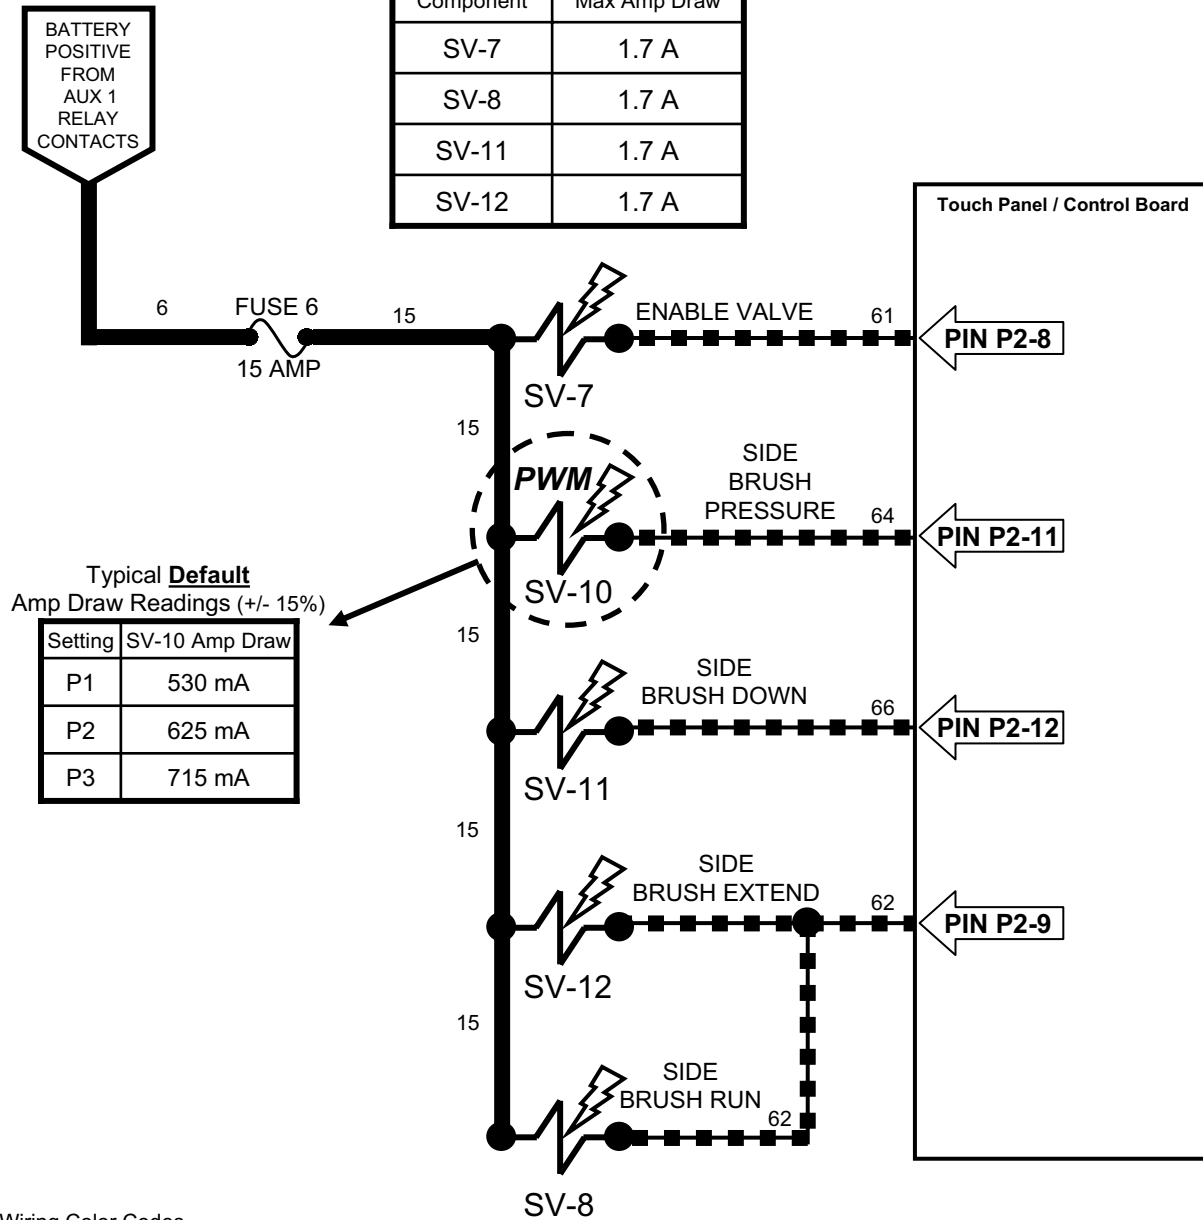 Component Max Amp Draw
SV-7 1.7 A
SV-8 1.7 A
SV-11 1.7 A
SV-12 1.7 A
BATTERY
POSITIVE
FROM
AUX 1
RELAY
CONTACTS
Touch Panel / Control Board
6
FUSE 6
15 AMP
15
ENABLE VALVE
61
PIN P2-8
SV-7
15
PWM
SIDE
BRUSH
PRESSURE
64
PIN P2-11
SV-10
Typical Default
Amp Draw Readings (+/- 15%)
Setting SV-10 Amp Draw
P1 530 mA
P2 625 mA
P3 715 mA
15
SIDE
BRUSH DOWN
66
PIN P2-12
SV-11
15
SIDE
BRUSH EXTEND
62
PIN P2-9
SV-12
15
SIDE
BRUSH RUN
62
SV-8
Wiring Color Codes